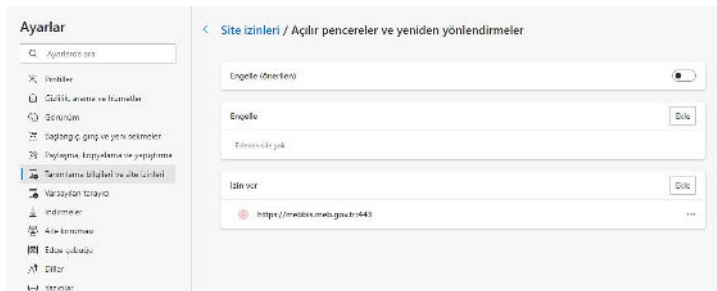 Ayarlar
Ayarlarda ara
Profiller
Gizlilik, arama ve hizmetler
Görünüm
Başlangıç, giriş ve yeni sekmeler
Paylaşma, kopyalama ve yapıştırma
Tanımlama bilgileri ve site izinleri
Varsayılan tarayıcı
İndirmeler
Aile koruması
Edge çubuğu
Diller
Yazıcılar
Site izinleri / Açılır pencereler ve yeniden yönlendirmeler
Engelle (önerilen)
Engelle
Ekle
Eklenen site yok
İzin ver
Ekle
https://mebbis.meb.gov.tr:443